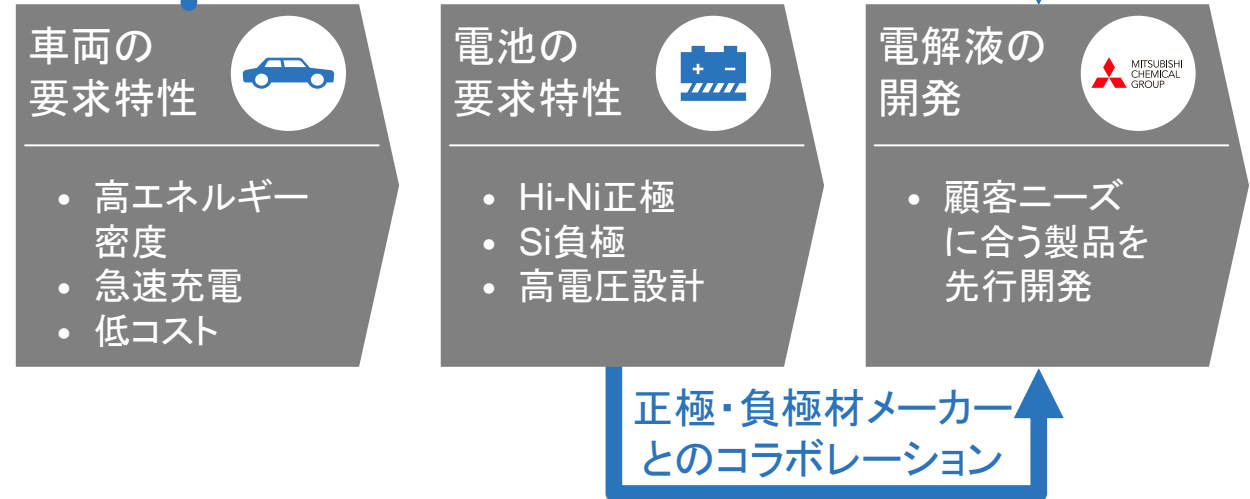 車両の
要求特性
• 高エネルギー
密度
• 急速充電
• 低コスト
電池の
要求特性
+ −
• Hi-Ni正極
• Si負極
• 高電圧設計
電解液の
開発
MITSUBISHI
CHEMICAL
GROUP
• 顧客ニーズ
に合う製品を
先行開発
正極・負極材メーカー
とのコラボレーション